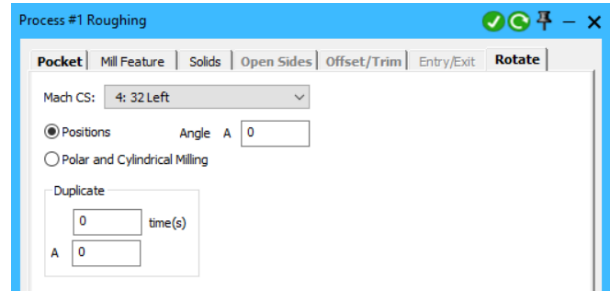 Process #1 Roughing
Pocket Mill Feature Solids Open Sides Offset/Trim Entry/Exit Rotate
Mach CS: 4: 32 Left
Positions Angle A 0
Polar and Cylindrical Milling
Duplicate
0 time(s)
A 0